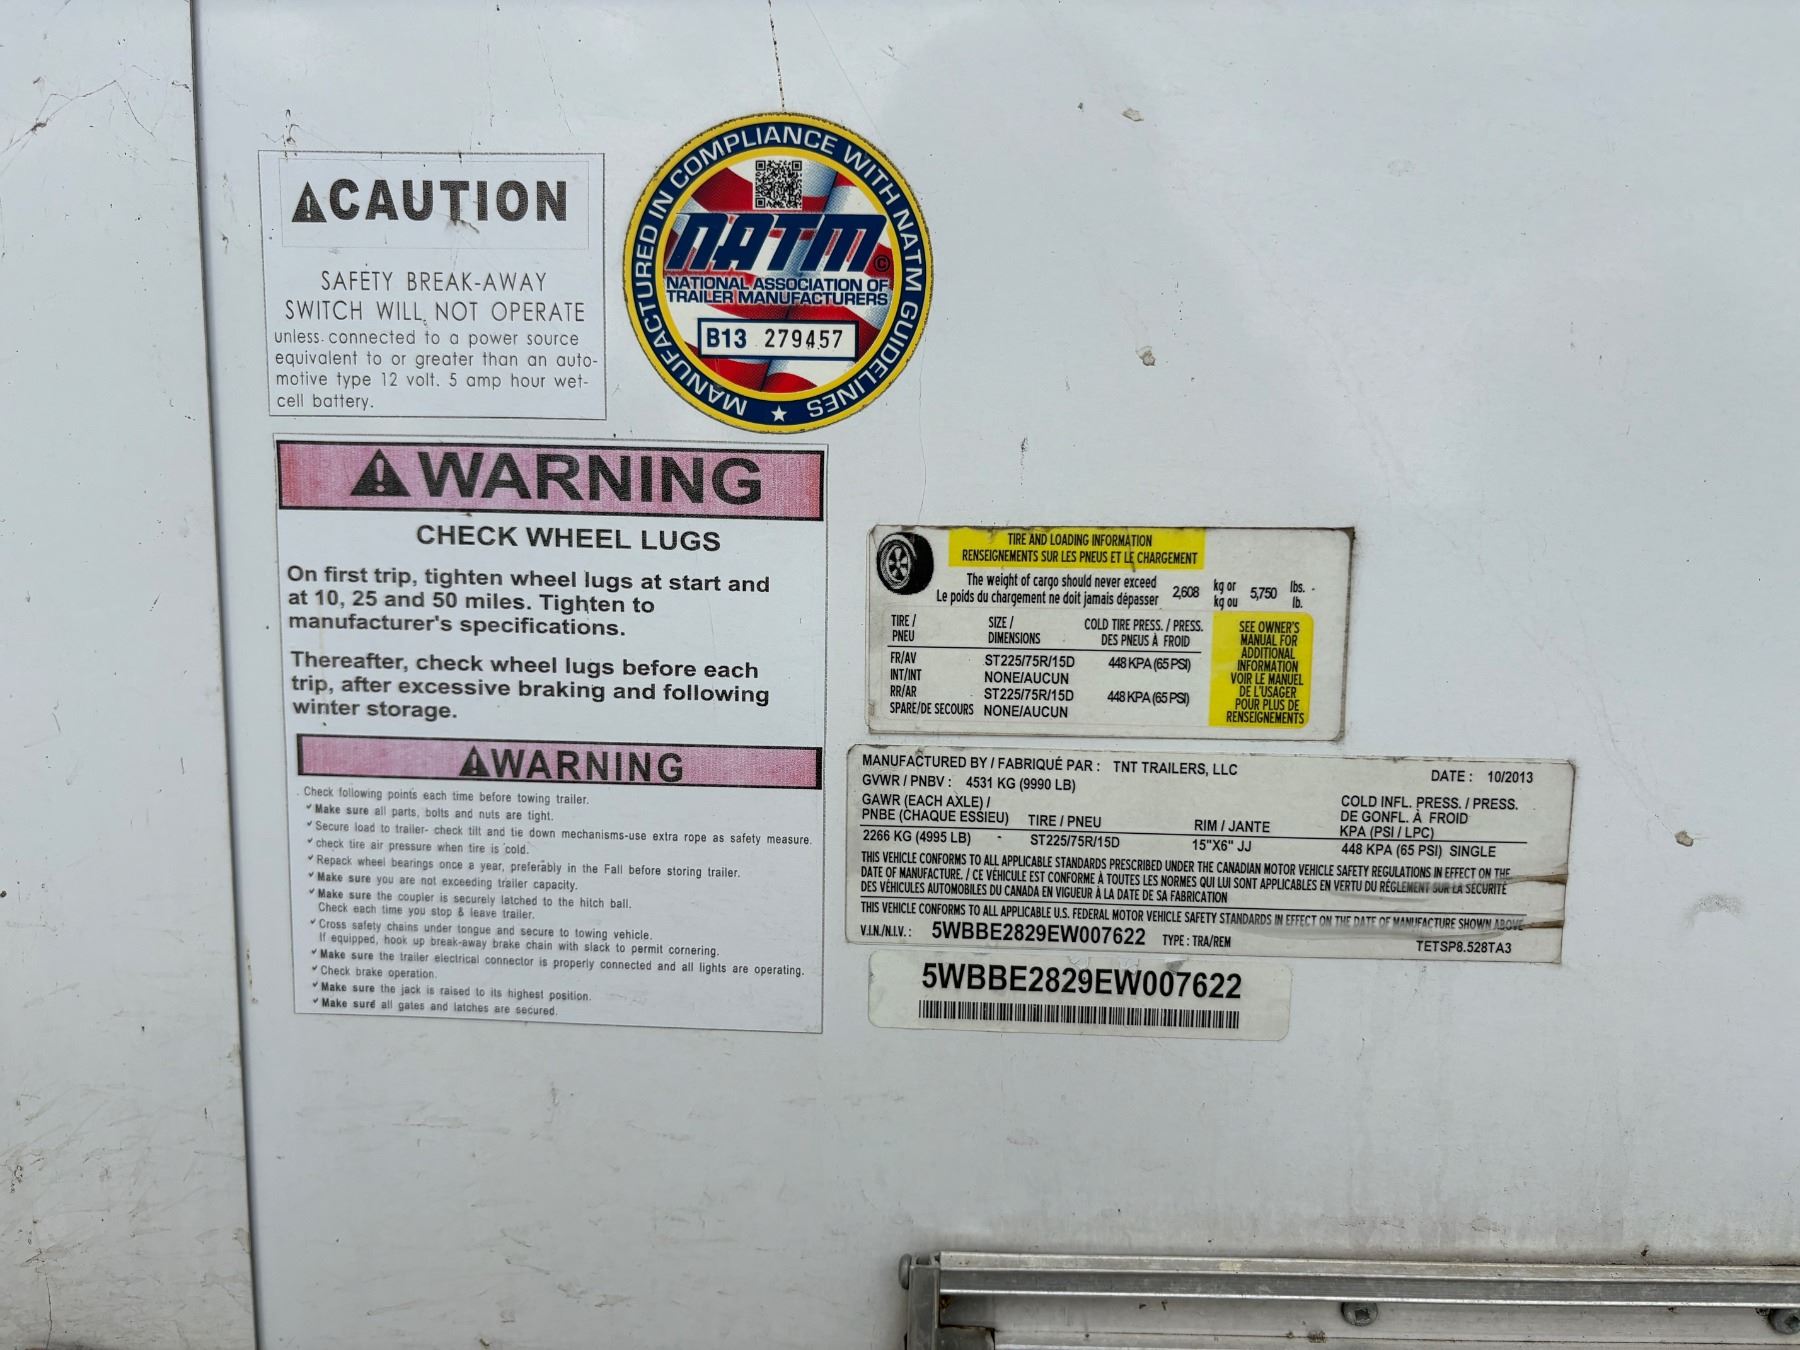 CAUTION
SAFETY BREAK-AWAY
SWITCH WILL NOT OPERATE
unless connected to a power source
equivalent to or greater than an auto-
motive type 12 volt. 5 amp hour wet-
cell battery.
MANUFACTURED IN COMPLIANCE WITH NATM GUIDELINES
NATM
©
NATIONAL ASSOCIATION OF
TRAILER MANUFACTURERS
B13 279457
WARNING
CHECK WHEEL LUGS
On first trip, tighten wheel lugs at start and
at 10, 25 and 50 miles. Tighten to
manufacturer's specifications.
Thereafter, check wheel lugs before each
trip, after excessive braking and following
winter storage.
WARNING
Check following points each time before towing trailer.
Make sure all parts, bolts and nuts are tight.
Secure load to trailer- check tilt and tie down mechanisms-use extra rope as safety measure.
check tire air pressure when tire is cold.
Repack wheel bearings once a year, preferably in the Fall before storing trailer.
Make sure you are not exceeding trailer capacity.
Make sure the coupler is securely latched to the hitch ball.
Check each time you stop & leave trailer.
Cross safety chains under tongue and secure to towing vehicle.
If equipped, hook up break-away brake chain with slack to permit cornering.
Make sure the trailer electrical connector is properly connected and all lights are operating.
Check brake operation.
Make sure the jack is raised to its highest position.
Make sure all gates and latches are secured.
TIRE AND LOADING INFORMATION
RENSEIGNEMENTS SUR LES PNEUS ET LE CHARGEMENT
The weight of cargo should never exceed 2,608 kg or 5,750 lbs.
Le poids du chargement ne doit jamais dépasser kg ou lb.
TIRE / SIZE / COLD TIRE PRESS. / PRESS.
PNEU DIMENSIONS DES PNEUS À FROID
FR/AV ST225/75R/15D 448 KPA (65 PSI)
INT/INT NONE/AUCUN
RR/AR ST225/75R/15D 448 KPA (65 PSI)
SPARE/DE SECOURS NONE/AUCUN
SEE OWNER'S
MANUAL FOR
ADDITIONAL
INFORMATION
VOIR LE MANUEL
DE L'USAGER
POUR PLUS DE
RENSEIGNEMENTS
MANUFACTURED BY / FABRIQUÉ PAR : TNT TRAILERS, LLC DATE : 10/2013
GVWR / PNBV : 4531 KG (9990 LB)
GAWR (EACH AXLE) / COLD INFL. PRESS. / PRESS.
PNBE (CHAQUE ESSIEU) TIRE / PNEU RIM / JANTE DE GONFL. À FROID
KPA (PSI / LPC)
2266 KG (4995 LB) - ST225/75R/15D 15"X6" JJ 448 KPA (65 PSI) SINGLE
THIS VEHICLE CONFORMS TO ALL APPLICABLE STANDARDS PRESCRIBED UNDER THE CANADIAN MOTOR VEHICLE SAFETY REGULATIONS IN EFFECT ON THE
DATE OF MANUFACTURE. / CE VÉHICULE EST CONFORME À TOUTES LES NORMES QUI LUI SONT APPLICABLES EN VERTU DU RÉGLEMENT SUR LA SÉCURITÉ
DES VÉHICULES AUTOMOBILES DU CANADA EN VIGUEUR À LA DATE DE SA FABRICATION
THIS VEHICLE CONFORMS TO ALL APPLICABLE U.S. FEDERAL MOTOR VEHICLE SAFETY STANDARDS IN EFFECT ON THE DATE OF MANUFACTURE SHOWN ABOVE
V.I.N./N.I.V. : 5WBBE2829EW007622 TYPE : TRA/REM TETSP8.528TA3
5WBBE2829EW007622